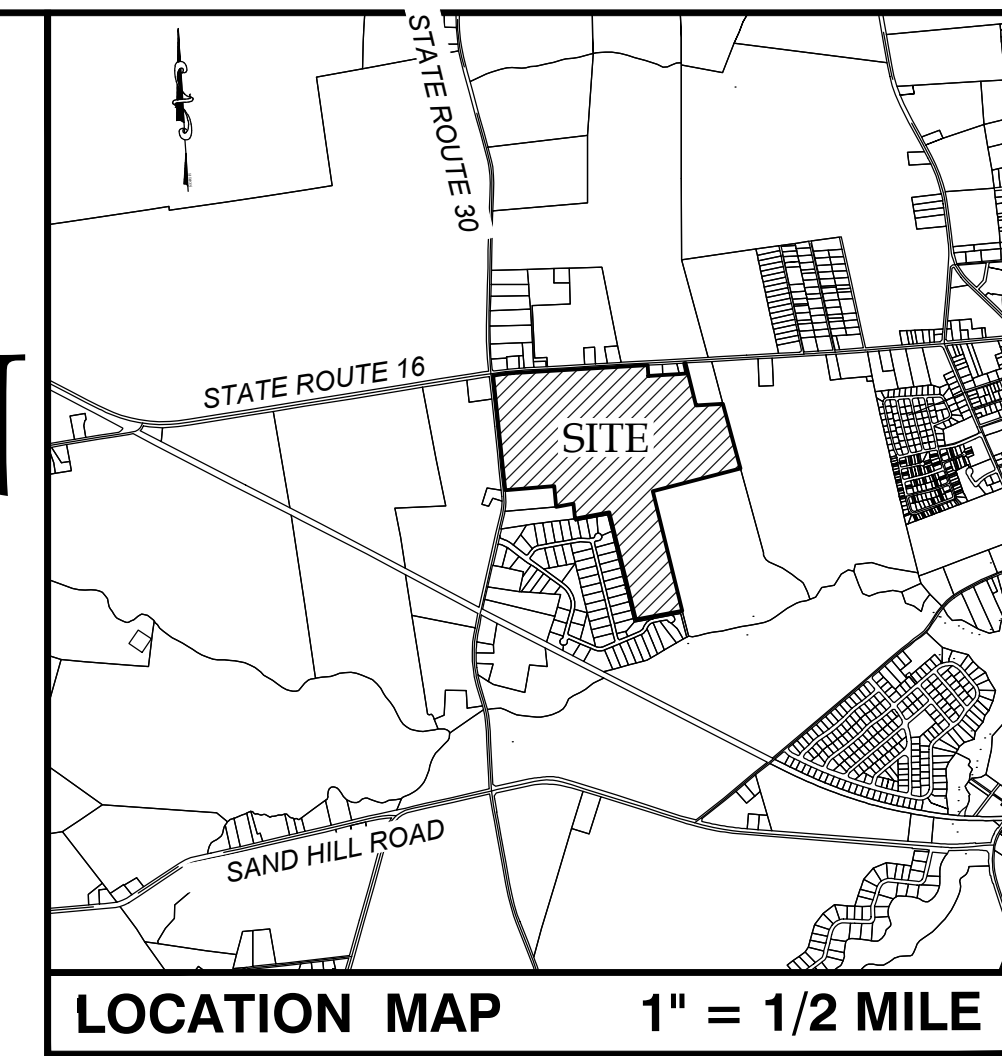 STATE ROUTE 30
STATE ROUTE 16
SITE
SAND HILL ROAD
LOCATION MAP 1" = 1/2 MILE